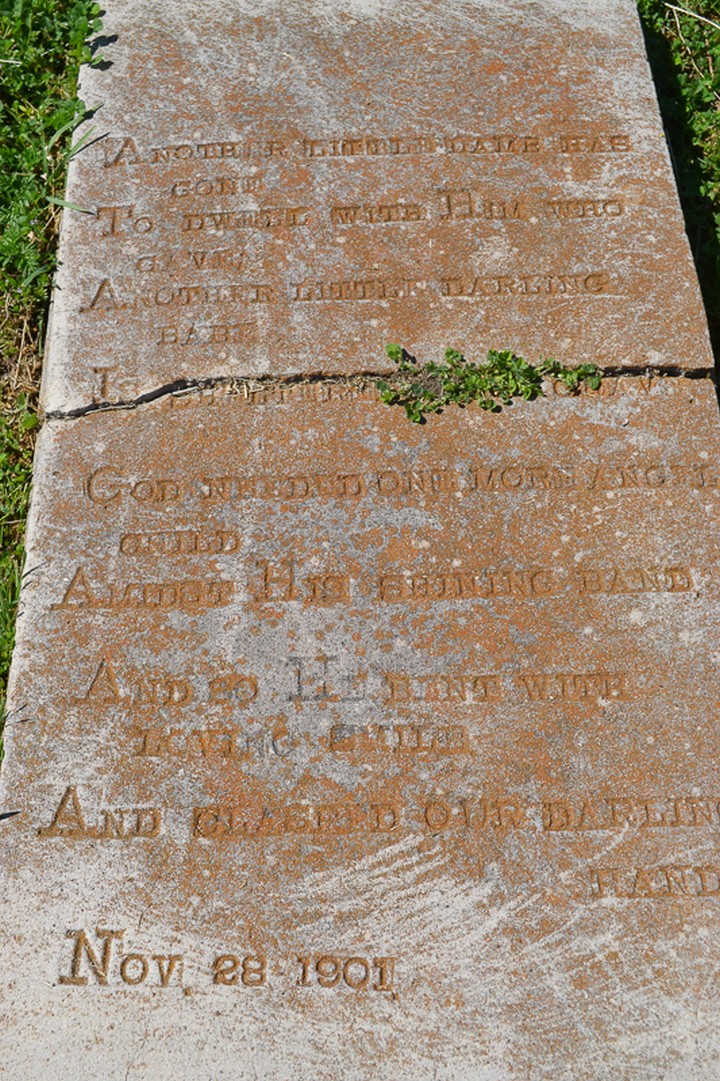 ANOTHER LITTLE DAME HAS
GONE
TO DWELL WITH HIM WHO
GAVE,
ANOTHER LITTLE DARLING
BABE
GOD NEEDED ONE MORE ANGEL
CHILD
AMIDST HIS SHINING BAND,
AND SO HE BENT WITH
LOVING SMILE
AND CLASPED OUR DARLIN
HAND
NOV. 28 1901